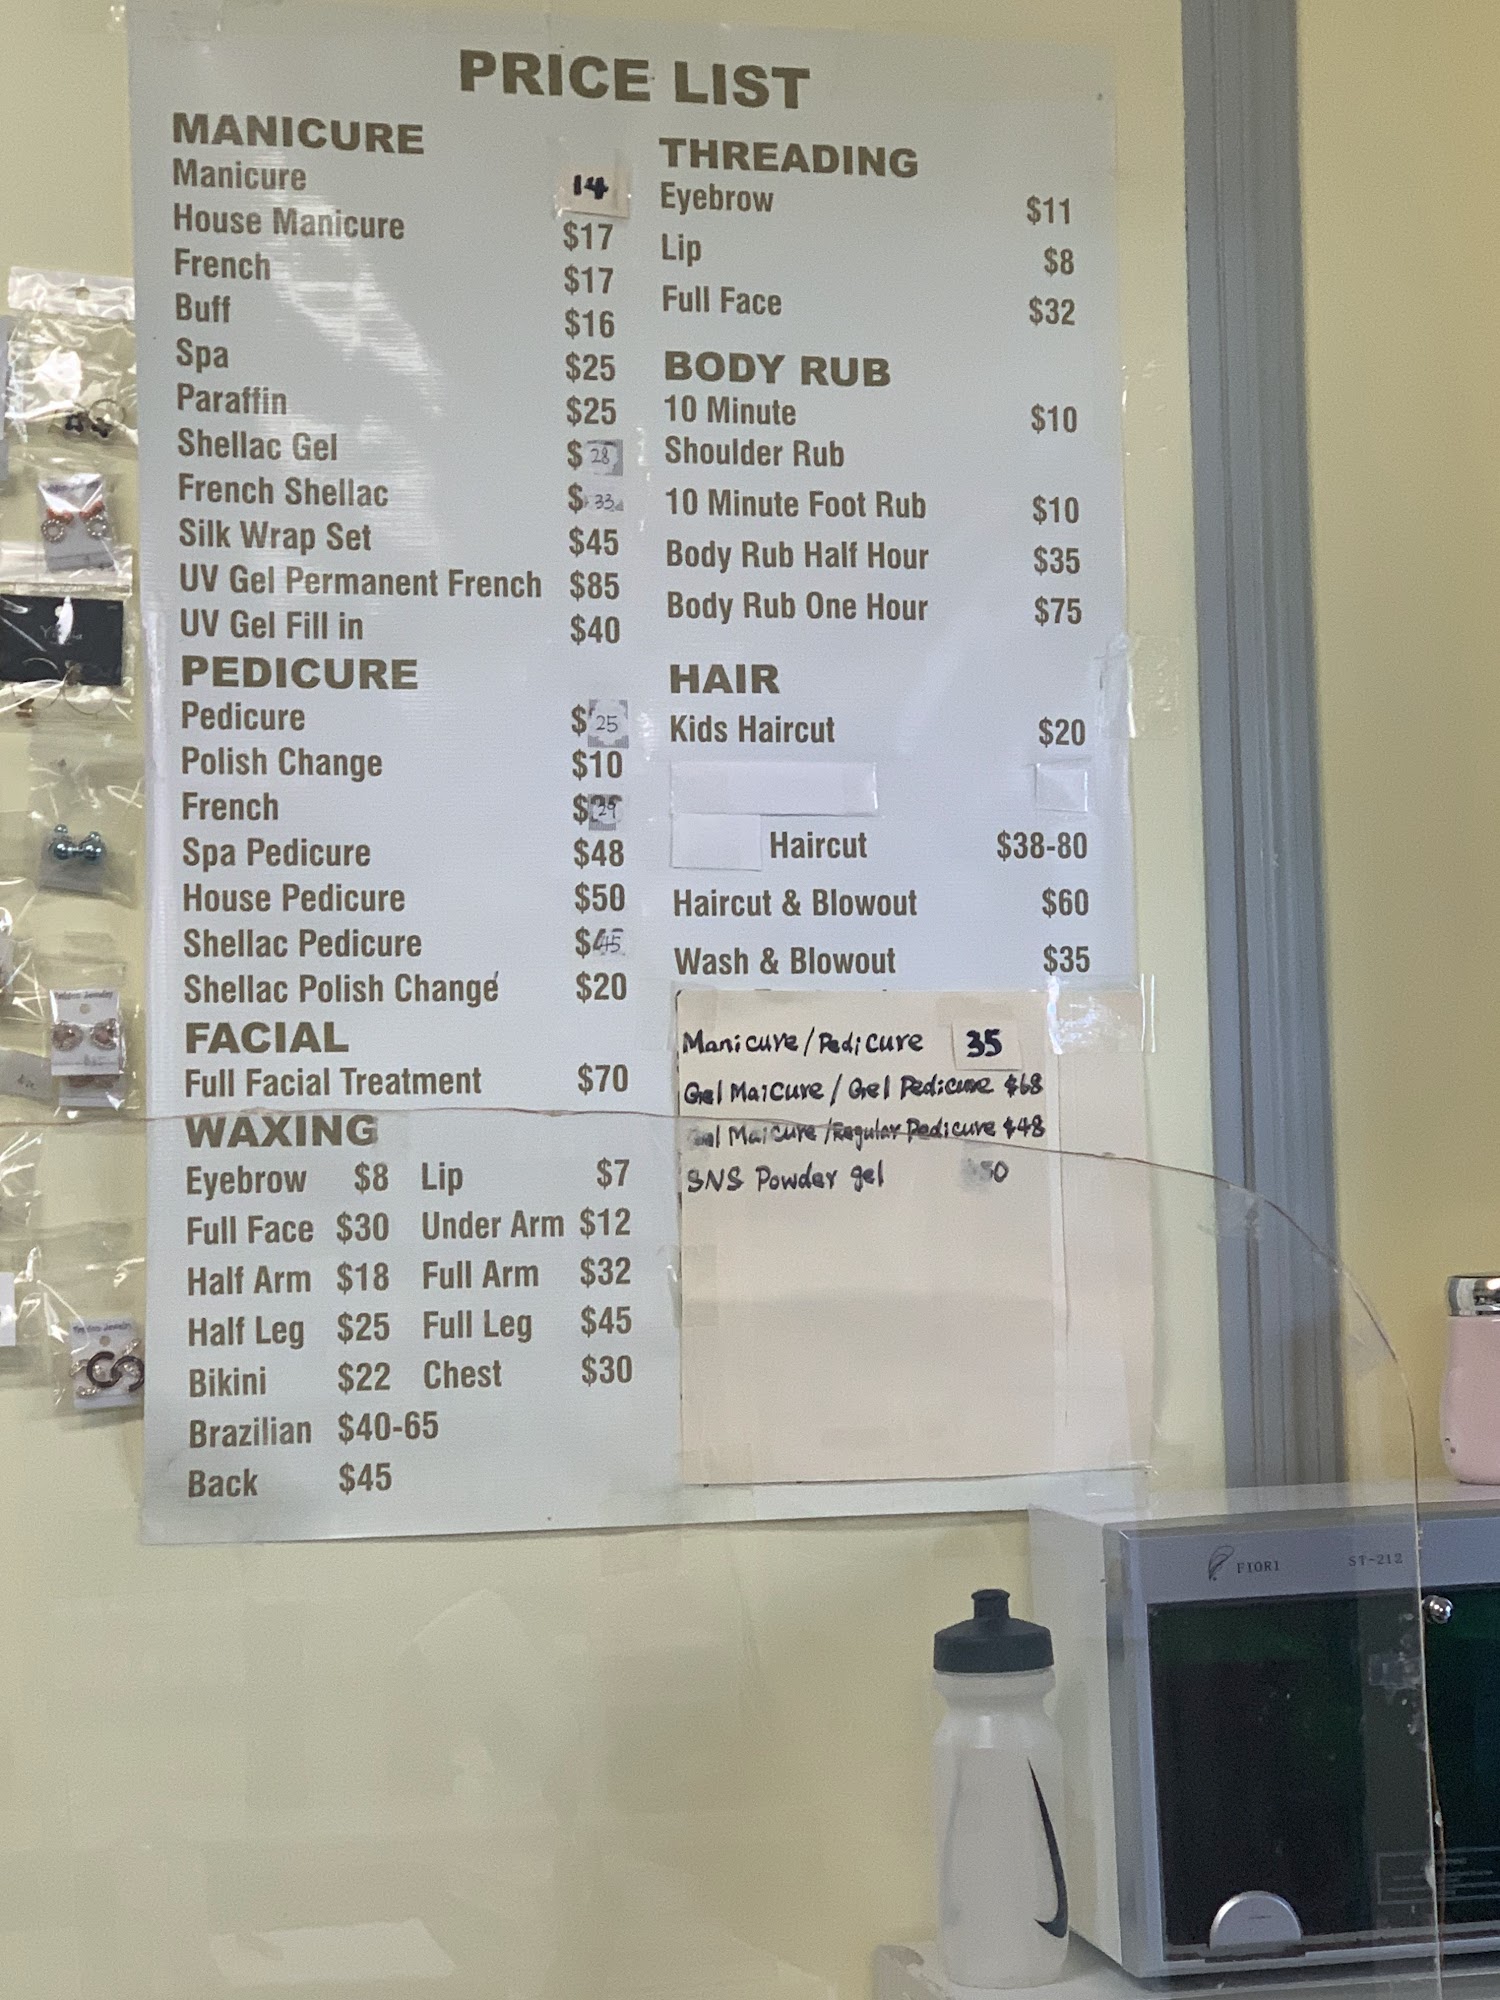 PRICE LIST
MANICURE
Manicure 14
House Manicure $17
French $17
Buff $16
Spa $25
Paraffin $25
Shellac Gel $28
French Shellac $33
Silk Wrap Set $45
UV Gel Permanent French $85
UV Gel Fill in $40
PEDICURE
Pedicure $25
Polish Change $10
French $29
Spa Pedicure $48
House Pedicure $50
Shellac Pedicure $45
Shellac Polish Change $20
FACIAL
Full Facial Treatment $70
WAXING
Eyebrow $8 Lip $7
Full Face $30 Under Arm $12
Half Arm $18 Full Arm $32
Half Leg $25 Full Leg $45
Bikini $22 Chest $30
Brazilian $40-65
Back $45
THREADING
Eyebrow $11
Lip $8
Full Face $32
BODY RUB
10 Minute $10
Shoulder Rub
10 Minute Foot Rub $10
Body Rub Half Hour $35
Body Rub One Hour $75
HAIR
Kids Haircut $20
Haircut $38-80
Haircut & Blowout $60
Wash & Blowout $35
Manicure/Pedicure 35
Gel Maicure/Gel Pedicure $68
Gel Maicure/Regular Pedicure $48
SNS Powder gel 50
FIORI ST-212